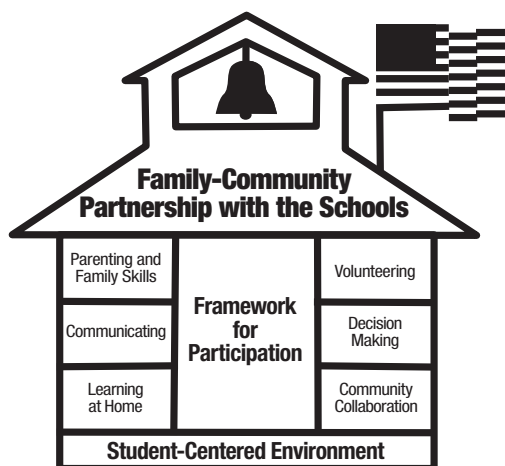 Family-Community
Partnership with the Schools
Parenting and
Family Skills
Communicating
Learning
at Home
Framework
for
Participation
Volunteering
Decision
Making
Community
Collaboration
Student-Centered Environment